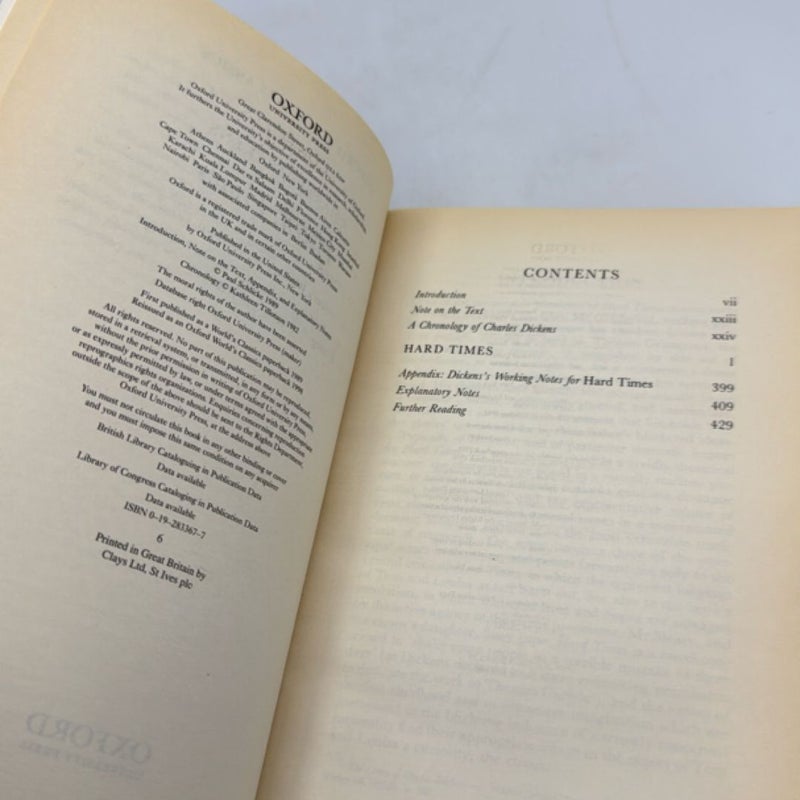 OXFORD
UNIVERSITY PRESS
Great Clarendon Street, Oxford OX2 6DP
Oxford University Press is a department of the University of Oxford.
It furthers the University's objective of excellence in research, scholarship,
and education by publishing worldwide in
Oxford New York
Athens Auckland Bangkok Bogotá Buenos Aires Calcutta
Cape Town Chennai Dar es Salaam Delhi Florence Hong Kong Istanbul
Karachi Kuala Lumpur Madrid Melbourne Mexico City Mumbai
Nairobi Paris São Paulo Singapore Taipei Tokyo Toronto Warsaw
with associated companies in Berlin Ibadan
Oxford is a registered trade mark of Oxford University Press
in the UK and in certain other countries
Published in the United States
by Oxford University Press Inc., New York
Introduction, Note on the Text, Appendix, and Explanatory Notes
© Paul Schlicke 1989
Chronology © Kathleen Tillotson 1982
The moral rights of the author have been asserted
Database right Oxford University Press (maker)
First published as a World's Classics paperback 1989
Reissued as an Oxford World's Classics paperback 1998
All rights reserved. No part of this publication may be reproduced,
stored in a retrieval system, or transmitted, in any form or by any means,
without the prior permission in writing of Oxford University Press,
or as expressly permitted by law, or under terms agreed with the appropriate
reprographics rights organizations. Enquiries concerning reproduction
outside the scope of the above should be sent to the Rights Department,
Oxford University Press, at the address above
You must not circulate this book in any other binding or cover
and you must impose this same condition on any acquirer
British Library Cataloguing in Publication Data
Data available
Library of Congress Cataloging in Publication Data
Data available
ISBN 0-19-283367-7
6
Printed in Great Britain by
Clays Ltd, St Ives plc
CONTENTS
Introduction vii
Note on the Text xxiii
A Chronology of Charles Dickens xxiv
HARD TIMES 1
Appendix: Dickens's Working Notes for Hard Times 399
Explanatory Notes 409
Further Reading 429